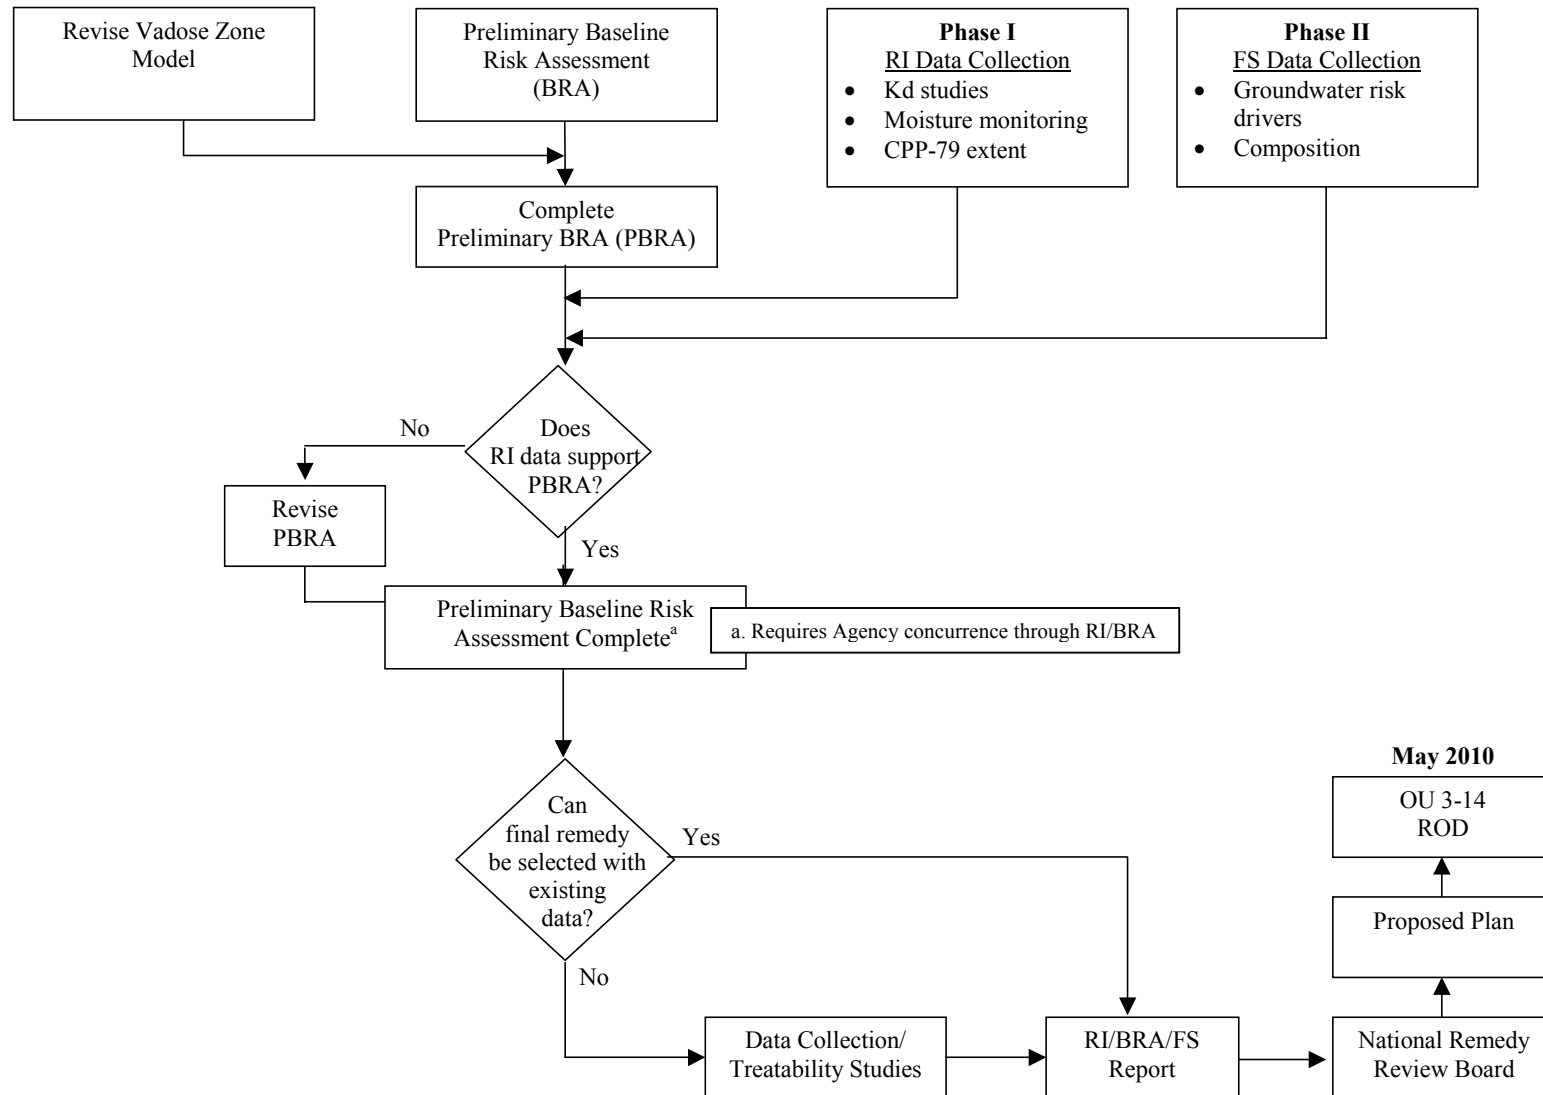 Revise Vadose Zone
Model
Preliminary Baseline
Risk Assessment
(BRA)
Phase I
RI Data Collection
• Kd studies
• Moisture monitoring
• CPP-79 extent
Phase II
FS Data Collection
• Groundwater risk
drivers
• Composition
Complete
Preliminary BRA (PBRA)
No
Does
RI data support
PBRA?
Revise
PBRA
Yes
Preliminary Baseline Risk
Assessment Completeᵃ
a. Requires Agency concurrence through RI/BRA
Can
final remedy
be selected with
existing
data?
Yes
No
May 2010
OU 3-14
ROD
Proposed Plan
Data Collection/
Treatability Studies
RI/BRA/FS
Report
National Remedy
Review Board